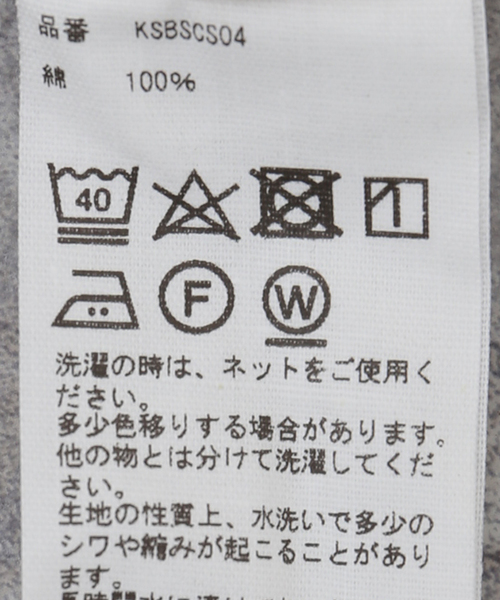 品番 KSBSCS04
綿 100%
40
F W
洗濯の時は、ネットをご使用く
ださい。
多少色移りする場合があります。
他の物とは分けて洗濯してくだ
さい。
生地の性質上、水洗いで多少の
シワや縮みが起こることがあり
ます。